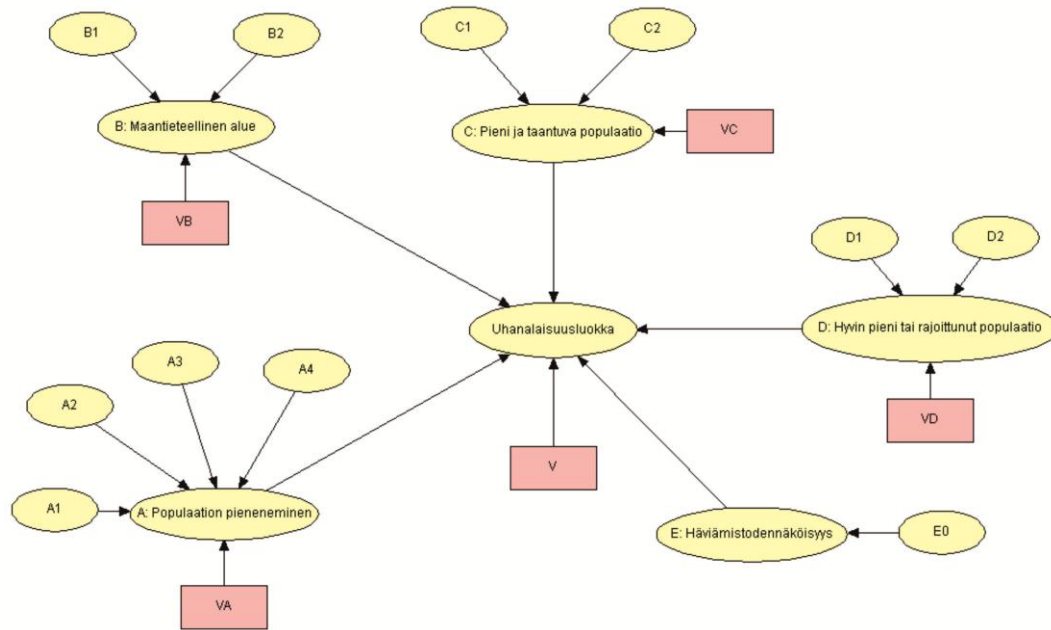 B1
B2
C1
C2
B: Maantieteellinen alue
C: Pieni ja taantuva populaatio
VC
VB
D1
D2
Uhanalaisuusluokka
D: Hyvin pieni tai rajoittunut populaatio
A3
A4
A2
VD
V
A1
A: Populaation pieneneminen
E: Häviämistodennäköisyys
E0
VA